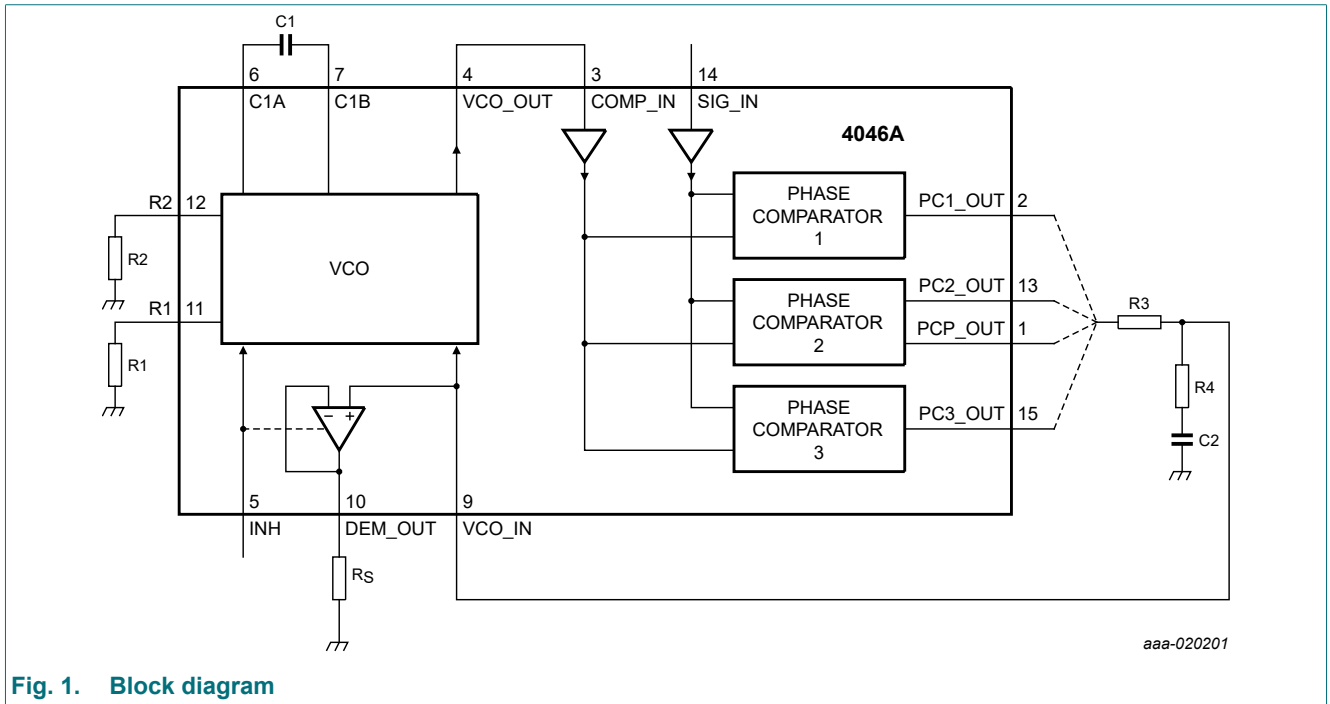 C1
6 7 4 3 14
C1A C1B VCO_OUT COMP_IN SIG_IN
4046A
PHASE
COMPARATOR
1
PC1_OUT 2
R2 12
R2
VCO
PHASE
COMPARATOR
2
PC2_OUT 13
PCP_OUT 1
R3
R1 11
R1
R4
C2
PHASE
COMPARATOR
3
PC3_OUT 15
− +
5 10 9
INH DEM_OUT VCO_IN
RS
aaa-020201
Fig. 1. Block diagram